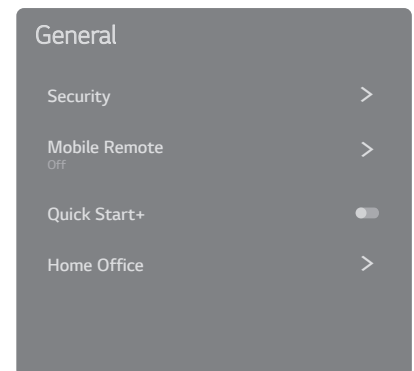 General
Security
Mobile Remote
Off
Quick Start+
Home Office